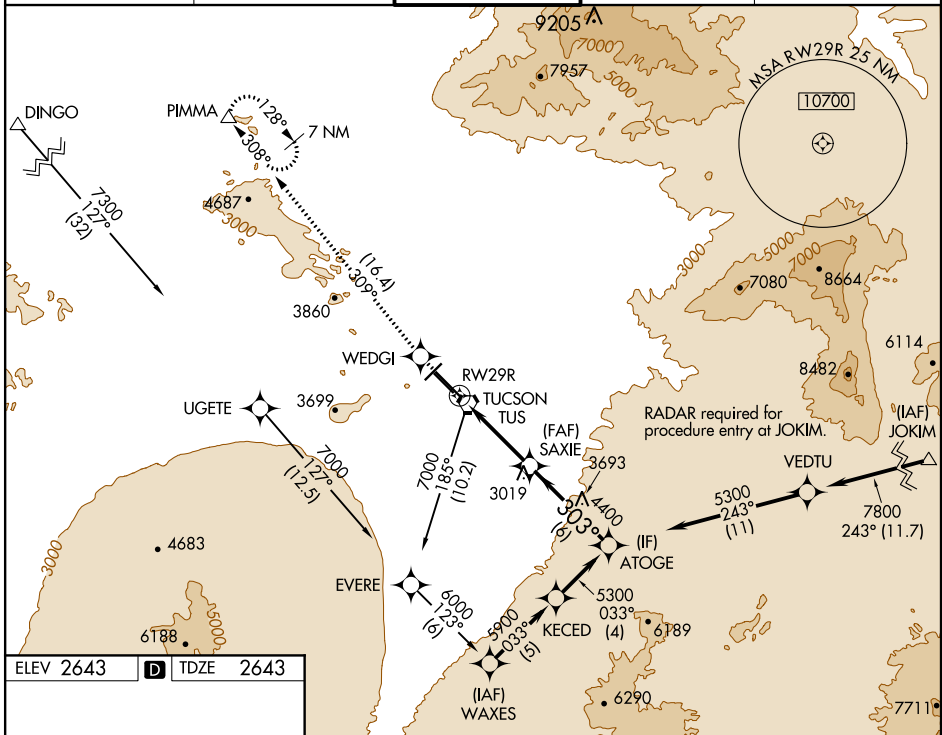 9205
7000
5000
7957
MSA RW29R 25 NM
10700
DINGO
PIMMA
128°
7 NM
308°
7300
127°
(32)
4687
3000
(16.4)
309°
3860
3000
5000
7000
7080
8664
8482
6114
WEDGI
RW29R
TUCSON
TUS
UGETE
3699
(FAF)
SAXIE
RADAR required for
procedure entry at JOKIM.
(IAF)
JOKIM
VEDTU
7000
127°
(12.5)
7000
185°
(10.2)
3019
3693
4400
303°
(6)
5300
243°
(11)
7800
243° (11.7)
(IF)
ATOGE
3000
4683
EVERE
6000
123°
(6)
5900
033°
(5)
KECED
5300
033°
(4)
6189
6188
5000
(IAF)
WAXES
6290
7711
ELEV 2643
D
TDZE 2643